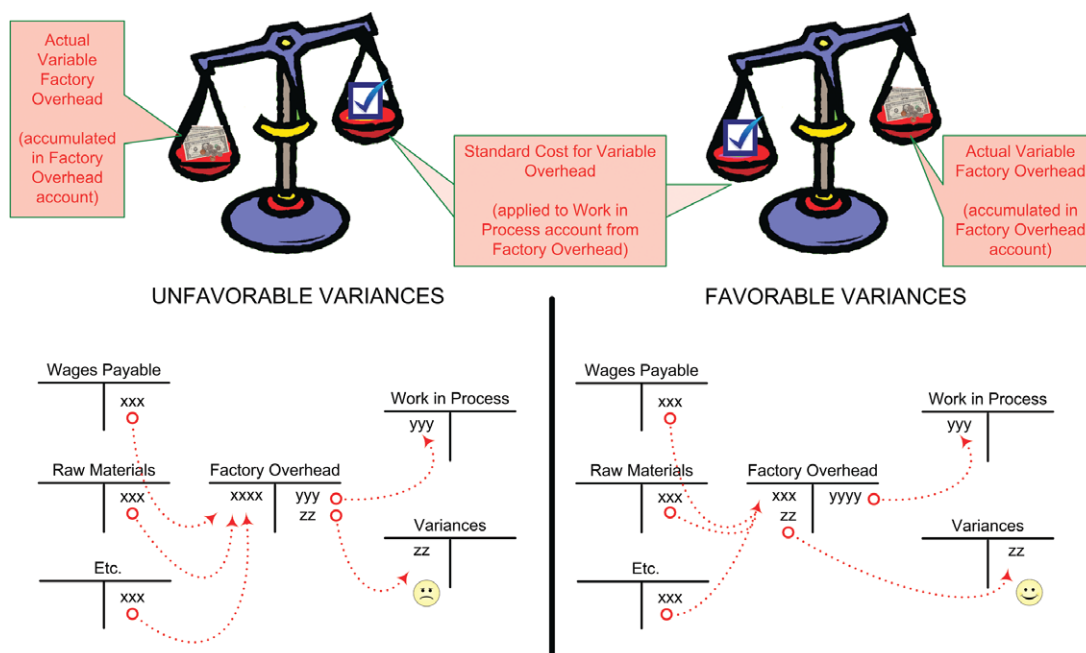 Actual
Variable
Factory
Overhead
(accumulated
in Factory
Overhead
account)
Standard Cost for Variable
Overhead
(applied to Work in
Process account from
Factory Overhead)
Actual Variable
Factory Overhead
(accumulated in
Factory Overhead
account)
UNFAVORABLE VARIANCES
Wages Payable
xxx
Raw Materials
xxx
Etc.
xxx
Factory Overhead
xxxx yyy
zz
Work in Process
yyy
Variances
zz
FAVORABLE VARIANCES
Wages Payable
xxx
Raw Materials
xxx
Etc.
xxx
Factory Overhead
xxx yyyy
zz
Work in Process
yyy
Variances
zz